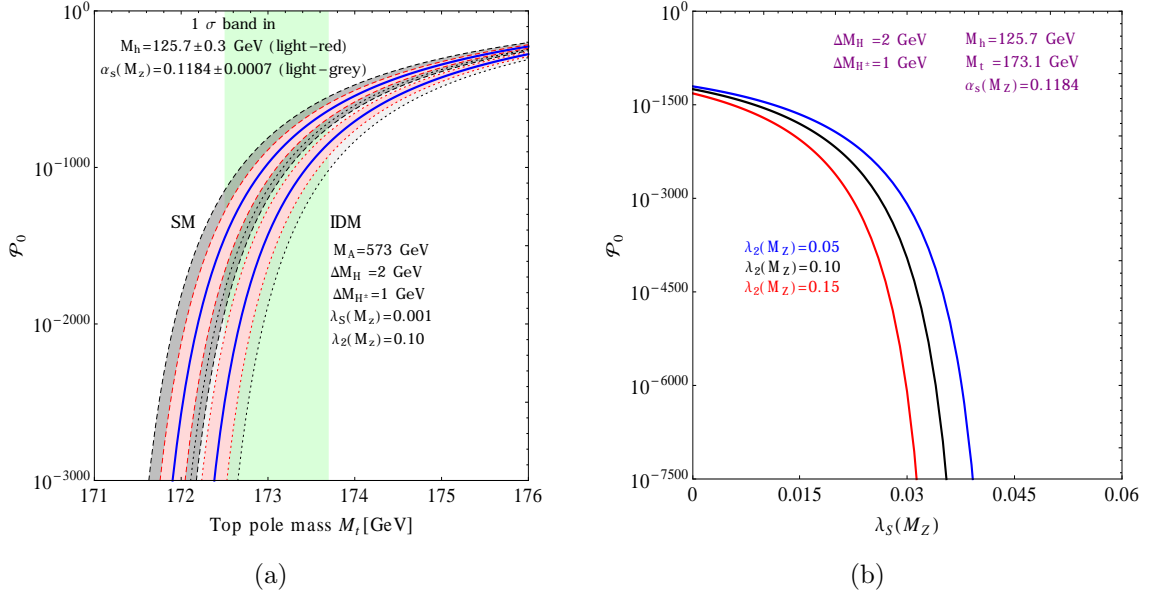 1 σ band in
M_h=125.7±0.3 GeV (light-red)
α_s(M_Z)=0.1184±0.0007 (light-grey)
10^0
10^-1000
10^-2000
10^-3000
𝒫_0
SM
IDM
M_A=573 GeV
ΔM_H =2 GeV
ΔM_H^±=1 GeV
λ_S(M_Z)=0.001
λ_2(M_Z)=0.10
171 172 173 174 175 176
Top pole mass M_t [GeV]
(a)
ΔM_H =2 GeV
ΔM_H^±=1 GeV
M_h=125.7 GeV
M_t =173.1 GeV
α_s(M_Z)=0.1184
10^0
10^-1500
10^-3000
10^-4500
10^-6000
10^-7500
𝒫_0
λ_2(M_Z)=0.05
λ_2(M_Z)=0.10
λ_2(M_Z)=0.15
0 0.015 0.03 0.045 0.06
λ_S(M_Z)
(b)